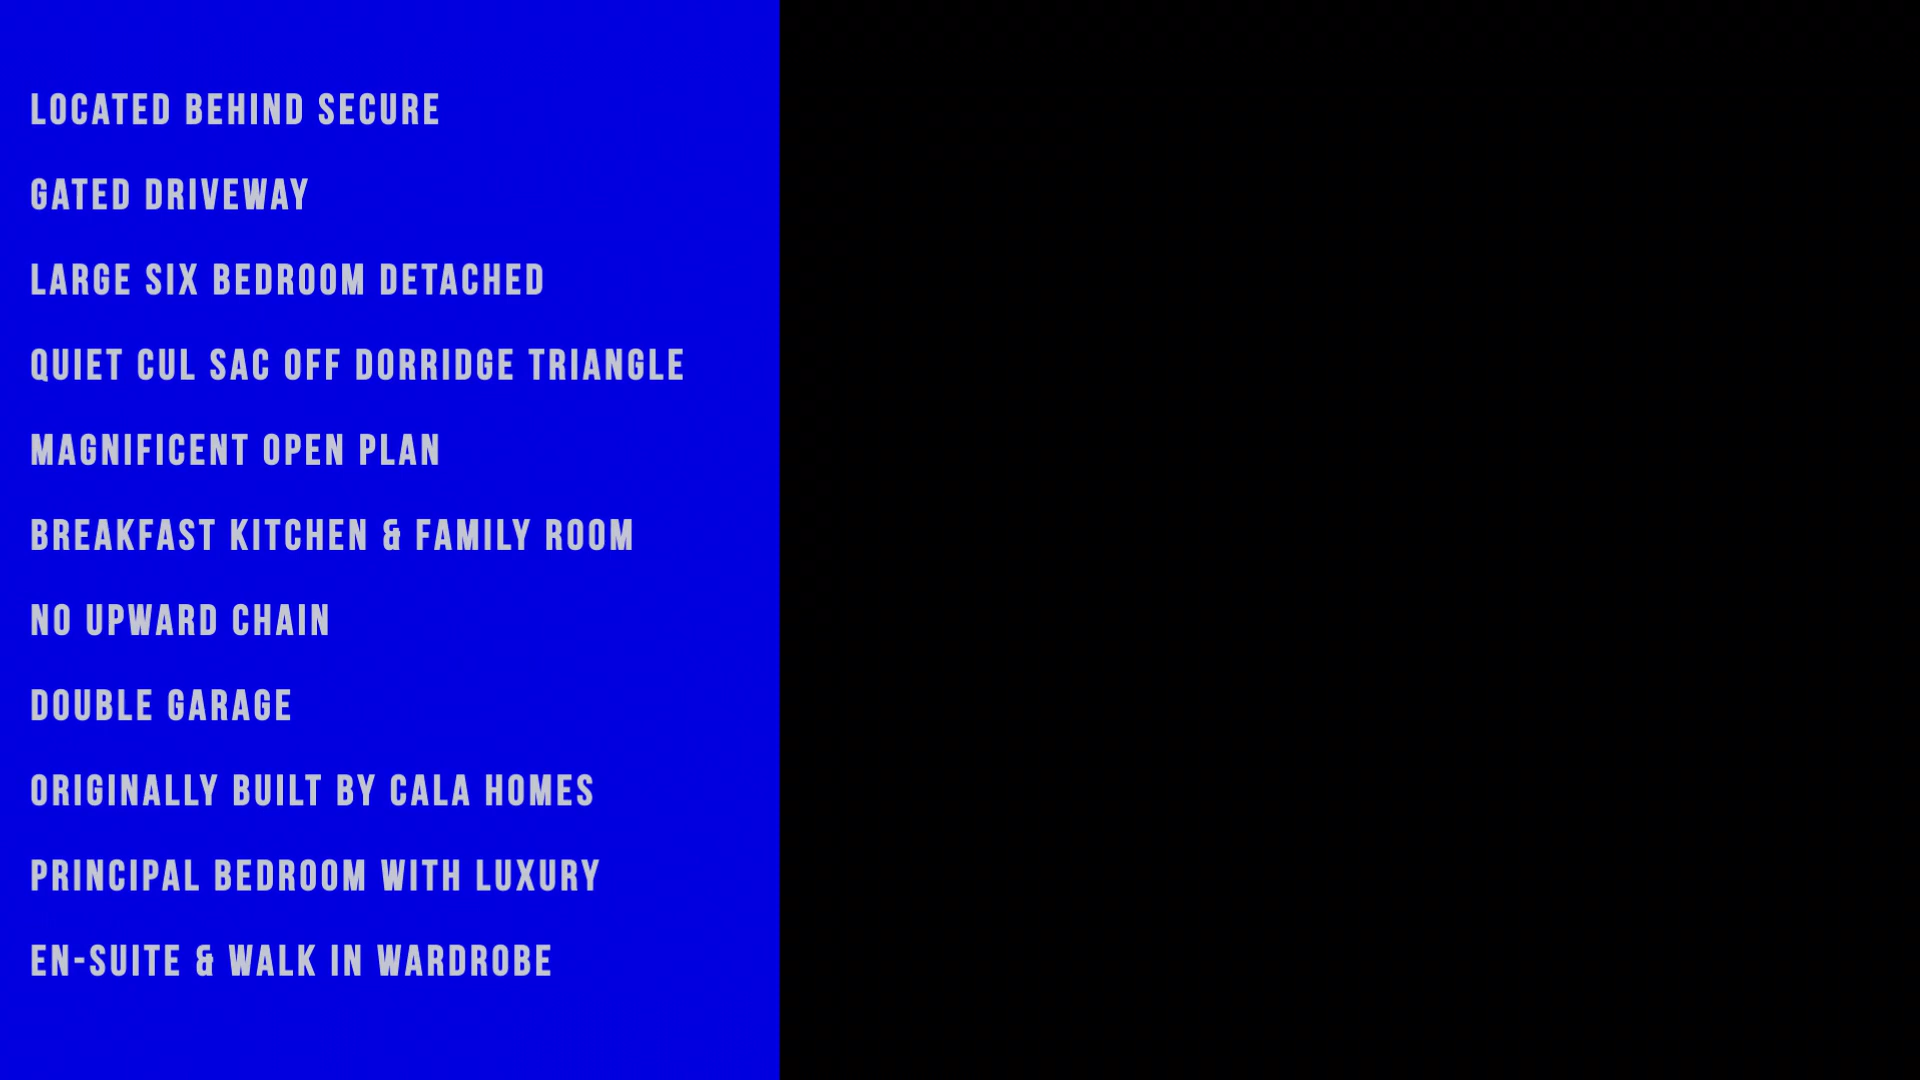 LOCATED BEHIND SECURE
GATED DRIVEWAY
LARGE SIX BEDROOM DETACHED
QUIET CUL SAC OFF DORRIDGE TRIANGLE
MAGNIFICENT OPEN PLAN
BREAKFAST KITCHEN & FAMILY ROOM
NO UPWARD CHAIN
DOUBLE GARAGE
ORIGINALLY BUILT BY CALA HOMES
PRINCIPAL BEDROOM WITH LUXURY
EN-SUITE & WALK IN WARDROBE